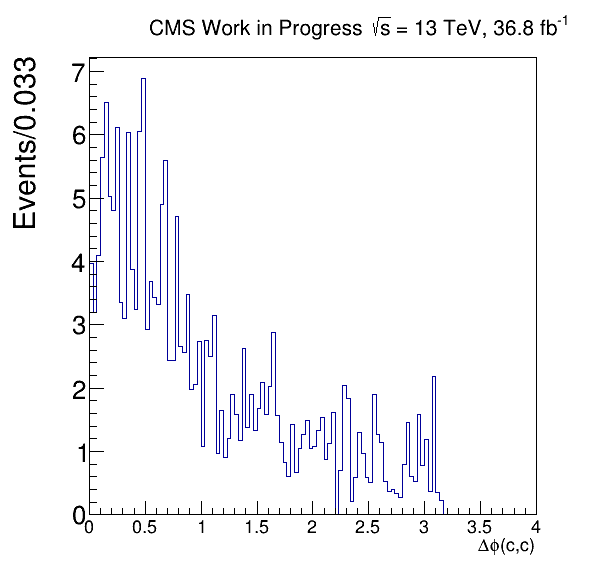 CMS Work in Progress √s = 13 TeV, 36.8 fb⁻¹
Events/0.033
7
6
5
4
3
2
1
0
0 0.5 1 1.5 2 2.5 3 3.5 4
Δϕ(c,c)